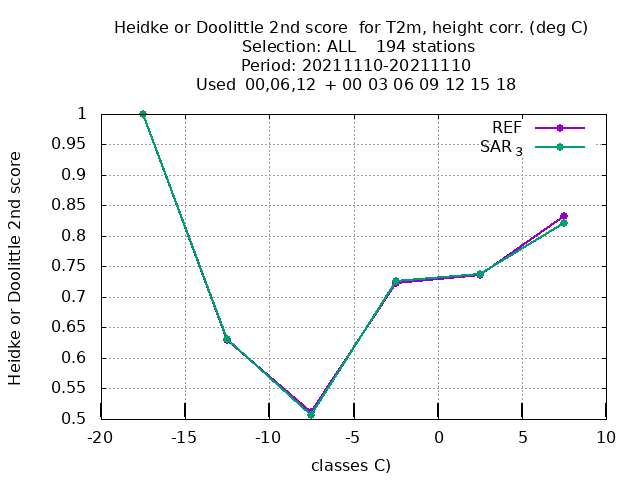 Heidke or Doolittle 2nd score  for T2m, height corr. (deg C)
Selection: ALL    194 stations
Period: 20211110-20211110
Used  00,06,12  + 00 03 06 09 12 15 18
REF
SAR 3
Heidke or Doolittle 2nd score
1
0.95
0.9
0.85
0.8
0.75
0.7
0.65
0.6
0.55
0.5
-20 -15 -10 -5 0 5 10
classes C)